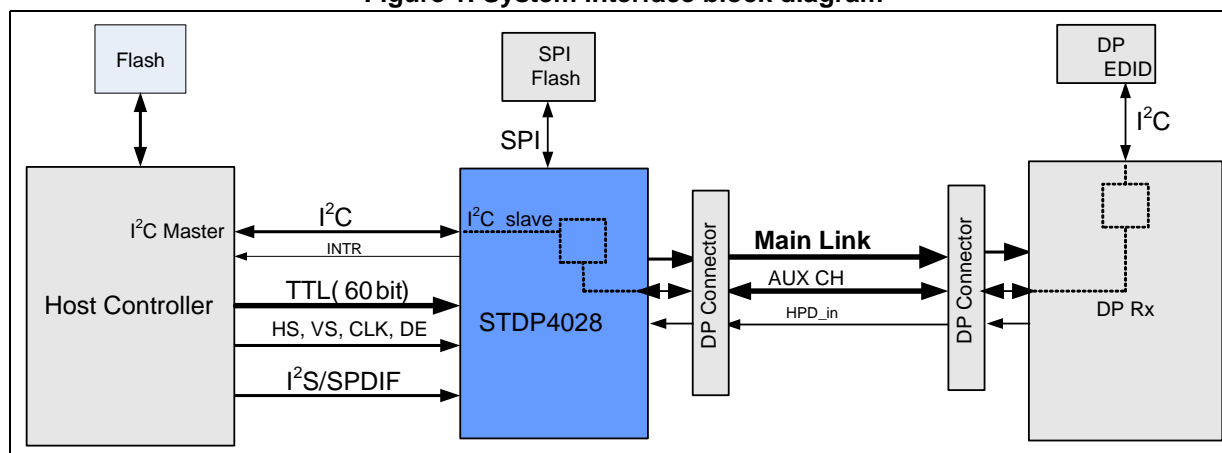 Figure 1. System interface block diagram
Flash
SPI
Flash
DP
EDID
SPI
I²C
I²C Master
I²C
I²C slave
INTR
Main Link
Host Controller
TTL( 60 bit)
STDP4028
DP Connector
AUX CH
DP Connector
DP Rx
HS, VS, CLK, DE
HPD_in
I²S/SPDIF